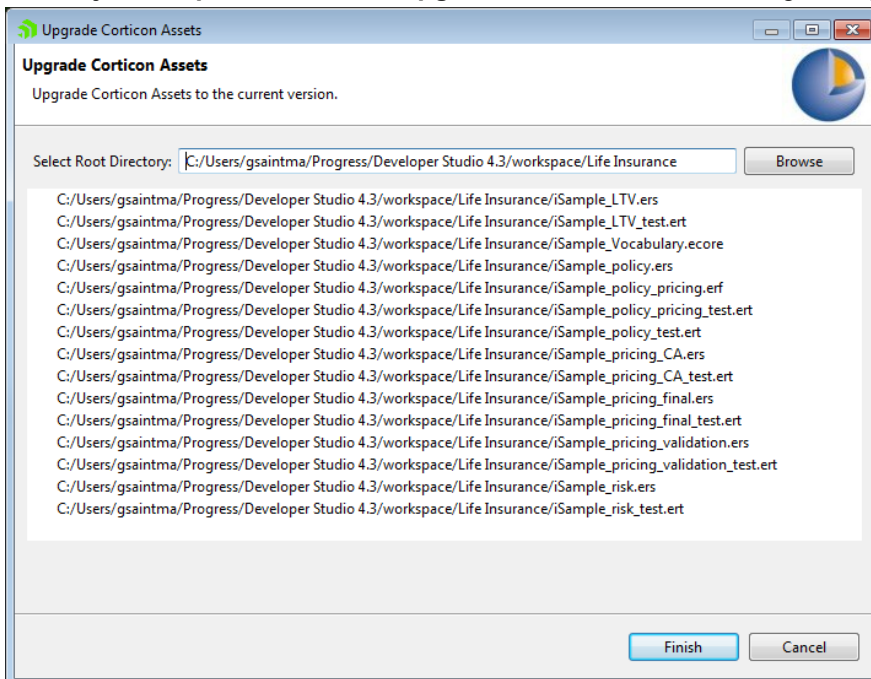 Upgrade Corticon Assets
Upgrade Corticon Assets
Upgrade Corticon Assets to the current version.
Select Root Directory: C:/Users/gsaintma/Progress/Developer Studio 4.3/workspace/Life Insurance Browse
C:/Users/gsaintma/Progress/Developer Studio 4.3/workspace/Life Insurance/iSample_LTV.ers
C:/Users/gsaintma/Progress/Developer Studio 4.3/workspace/Life Insurance/iSample_LTV_test.ert
C:/Users/gsaintma/Progress/Developer Studio 4.3/workspace/Life Insurance/iSample_Vocabulary.ecore
C:/Users/gsaintma/Progress/Developer Studio 4.3/workspace/Life Insurance/iSample_policy.ers
C:/Users/gsaintma/Progress/Developer Studio 4.3/workspace/Life Insurance/iSample_policy_pricing.erf
C:/Users/gsaintma/Progress/Developer Studio 4.3/workspace/Life Insurance/iSample_policy_pricing_test.ert
C:/Users/gsaintma/Progress/Developer Studio 4.3/workspace/Life Insurance/iSample_policy_test.ert
C:/Users/gsaintma/Progress/Developer Studio 4.3/workspace/Life Insurance/iSample_pricing_CA.ers
C:/Users/gsaintma/Progress/Developer Studio 4.3/workspace/Life Insurance/iSample_pricing_CA_test.ert
C:/Users/gsaintma/Progress/Developer Studio 4.3/workspace/Life Insurance/iSample_pricing_final.ers
C:/Users/gsaintma/Progress/Developer Studio 4.3/workspace/Life Insurance/iSample_pricing_final_test.ert
C:/Users/gsaintma/Progress/Developer Studio 4.3/workspace/Life Insurance/iSample_pricing_validation.ers
C:/Users/gsaintma/Progress/Developer Studio 4.3/workspace/Life Insurance/iSample_pricing_validation_test.ert
C:/Users/gsaintma/Progress/Developer Studio 4.3/workspace/Life Insurance/iSample_risk.ers
C:/Users/gsaintma/Progress/Developer Studio 4.3/workspace/Life Insurance/iSample_risk_test.ert
Finish Cancel